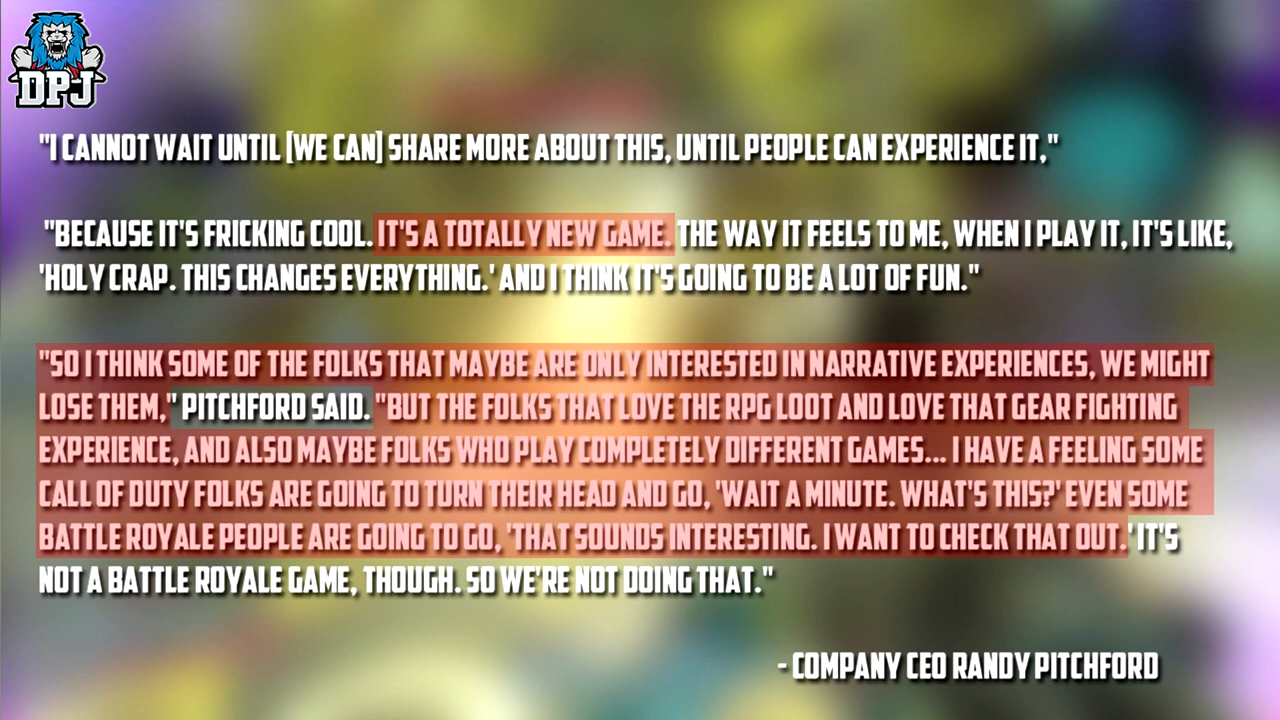 DPJ
"I CANNOT WAIT UNTIL [WE CAN] SHARE MORE ABOUT THIS, UNTIL PEOPLE CAN EXPERIENCE IT,"
"BECAUSE IT'S FRICKING COOL. IT'S A TOTALLY NEW GAME. THE WAY IT FEELS TO ME, WHEN I PLAY IT, IT'S LIKE,
'HOLY CRAP. THIS CHANGES EVERYTHING.' AND I THINK IT'S GOING TO BE A LOT OF FUN."
"SO I THINK SOME OF THE FOLKS THAT MAYBE ARE ONLY INTERESTED IN NARRATIVE EXPERIENCES, WE MIGHT
LOSE THEM," PITCHFORD SAID. "BUT THE FOLKS THAT LOVE THE RPG LOOT AND LOVE THAT GEAR FIGHTING
EXPERIENCE, AND ALSO MAYBE FOLKS WHO PLAY COMPLETELY DIFFERENT GAMES... I HAVE A FEELING SOME
CALL OF DUTY FOLKS ARE GOING TO TURN THEIR HEAD AND GO, 'WAIT A MINUTE. WHAT'S THIS?' EVEN SOME
BATTLE ROYALE PEOPLE ARE GOING TO GO, 'THAT SOUNDS INTERESTING. I WANT TO CHECK THAT OUT.' IT'S
NOT A BATTLE ROYALE GAME, THOUGH. SO WE'RE NOT DOING THAT."
- COMPANY CEO RANDY PITCHFORD